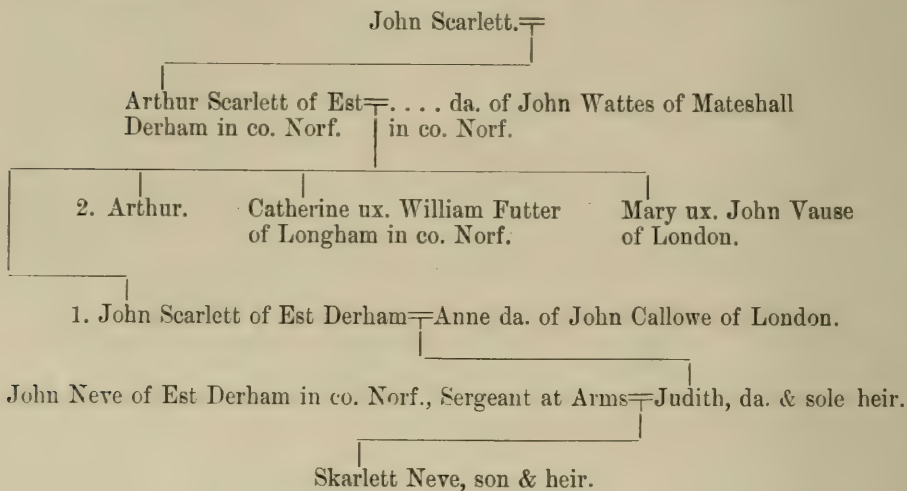 John Scarlett.
Arthur Scarlett of Est Derham in co. Norf.
. . . . da. of John Wattes of Mateshall in co. Norf.
2. Arthur.
Catherine ux. William Futter of Longham in co. Norf.
Mary ux. John Vause of London.
1. John Scarlett of Est Derham
Anne da. of John Callowe of London.
John Neve of Est Derham in co. Norf., Sergeant at Arms
Judith, da. & sole heir.
Skarlett Neve, son & heir.